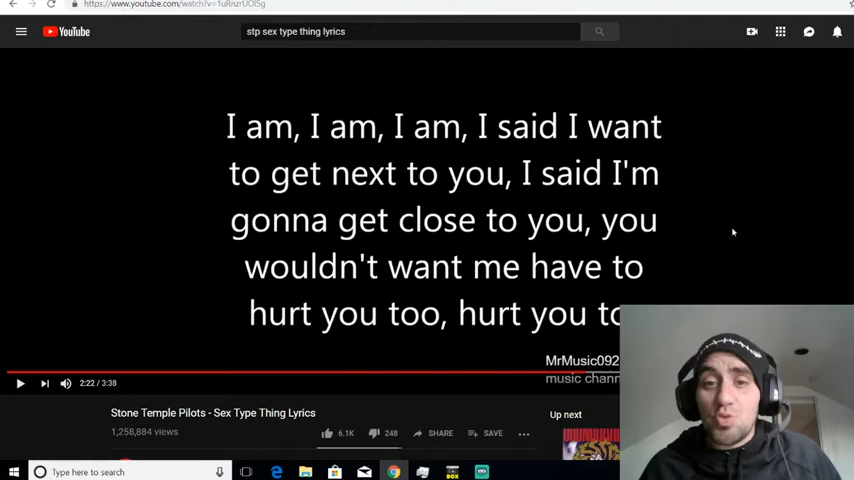 https://www.youtube.com/watch?v=1uRnzrUOl5g
YouTube
stp sex type thing lyrics
I am, I am, I am, I said I want
to get next to you, I said I'm
gonna get close to you, you
wouldn't want me have to
hurt you too, hurt you to
MrMusic092
music chann
2:22 / 3:38
Stone Temple Pilots - Sex Type Thing Lyrics
Up next
1,258,884 views
6.1K
248
SHARE
SAVE
Type here to search